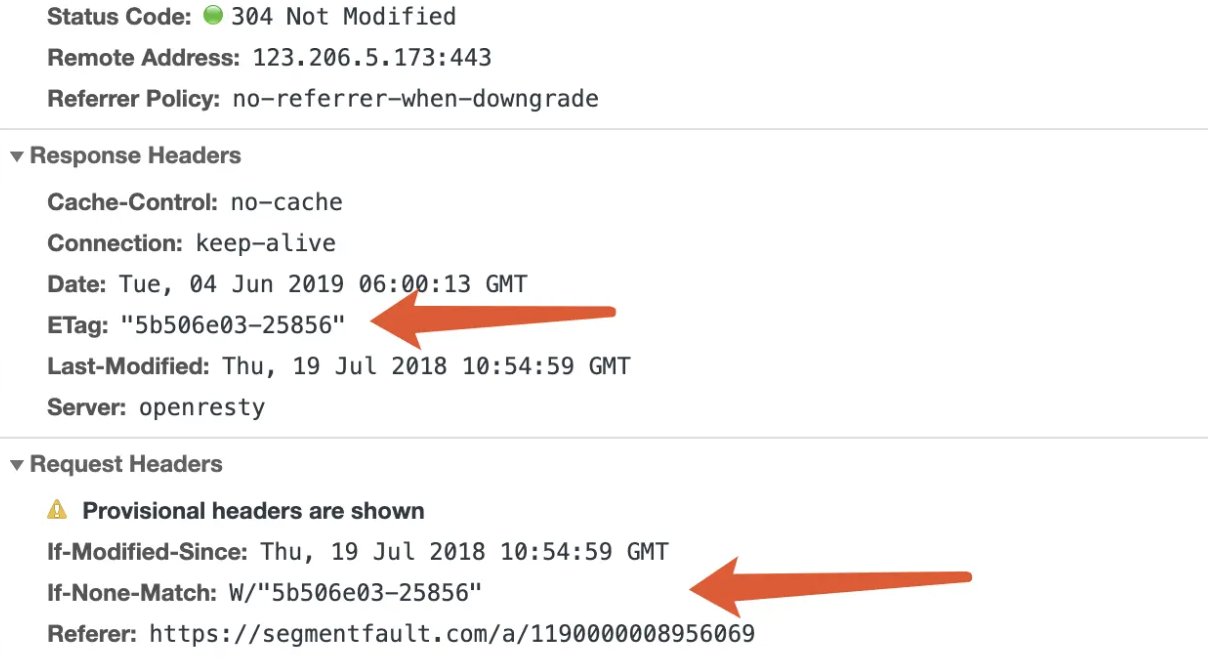 Status Code: 304 Not Modified
Remote Address: 123.206.5.173:443
Referrer Policy: no-referrer-when-downgrade
Response Headers
Cache-Control: no-cache
Connection: keep-alive
Date: Tue, 04 Jun 2019 06:00:13 GMT
ETag: "5b506e03-25856"
Last-Modified: Thu, 19 Jul 2018 10:54:59 GMT
Server: openresty
Request Headers
Provisional headers are shown
If-Modified-Since: Thu, 19 Jul 2018 10:54:59 GMT
If-None-Match: W/"5b506e03-25856"
Referer: https://segmentfault.com/a/1190000008956069